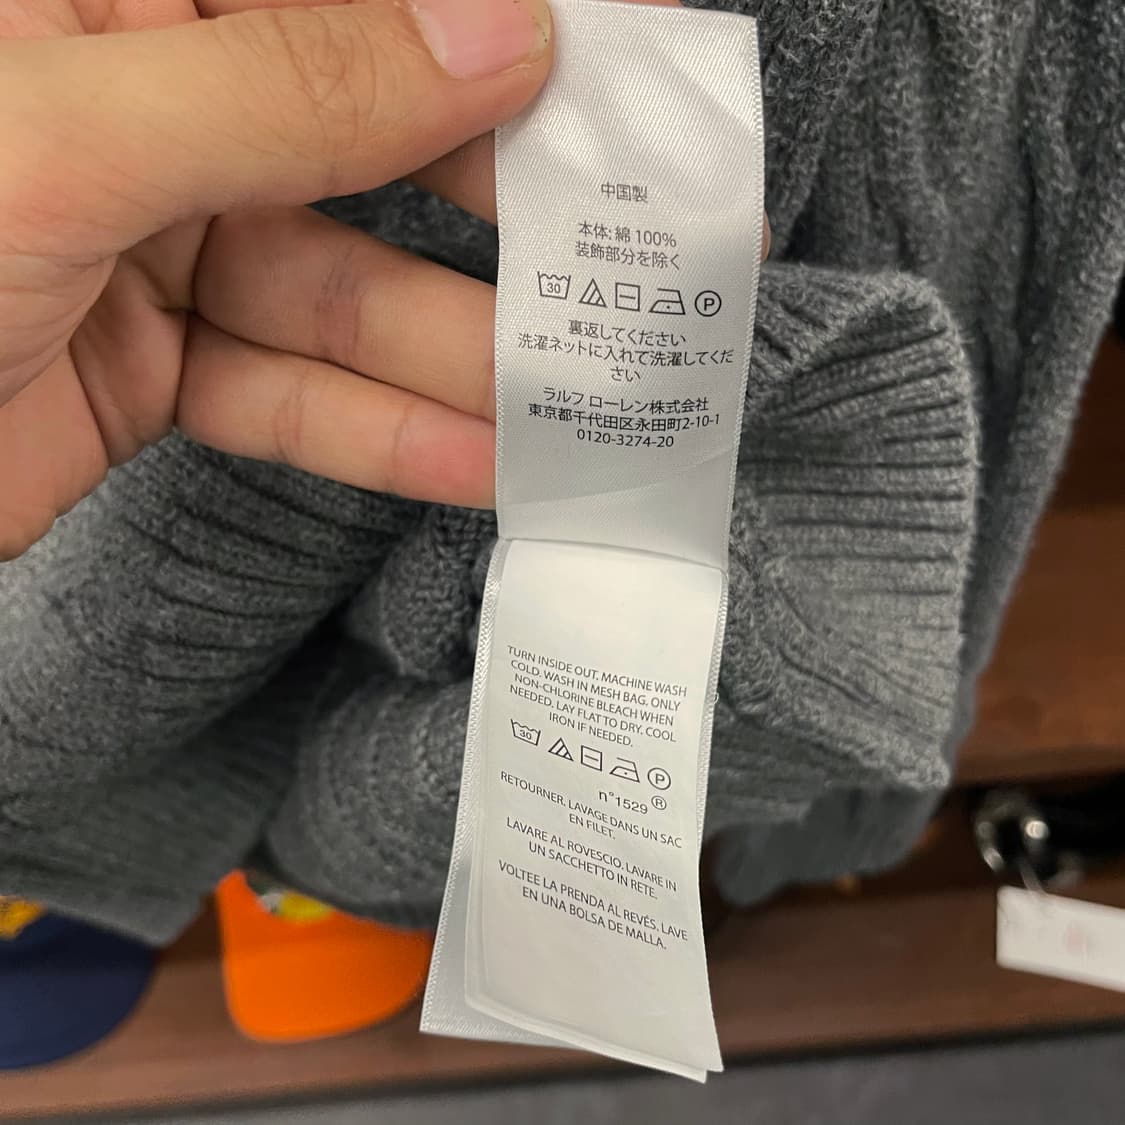 中国製
本体: 綿 100%
装飾部分を除く
30
P
裏返してください
洗濯ネットに入れて洗濯してくだ
さい
ラルフ ローレン株式会社
東京都千代田区永田町2-10-1
0120-3274-20
TURN INSIDE OUT. MACHINE WASH
COLD. WASH IN MESH BAG. ONLY
NON-CHLORINE BLEACH WHEN
NEEDED. LAY FLAT TO DRY. COOL
IRON IF NEEDED.
30
P
n°1529 ®
RETOURNER. LAVAGE DANS UN SAC
EN FILET.
LAVARE AL ROVESCIO. LAVARE IN
UN SACCHETTO IN RETE.
VOLTEE LA PRENDA AL REVÉS. LAVE
EN UNA BOLSA DE MALLA.